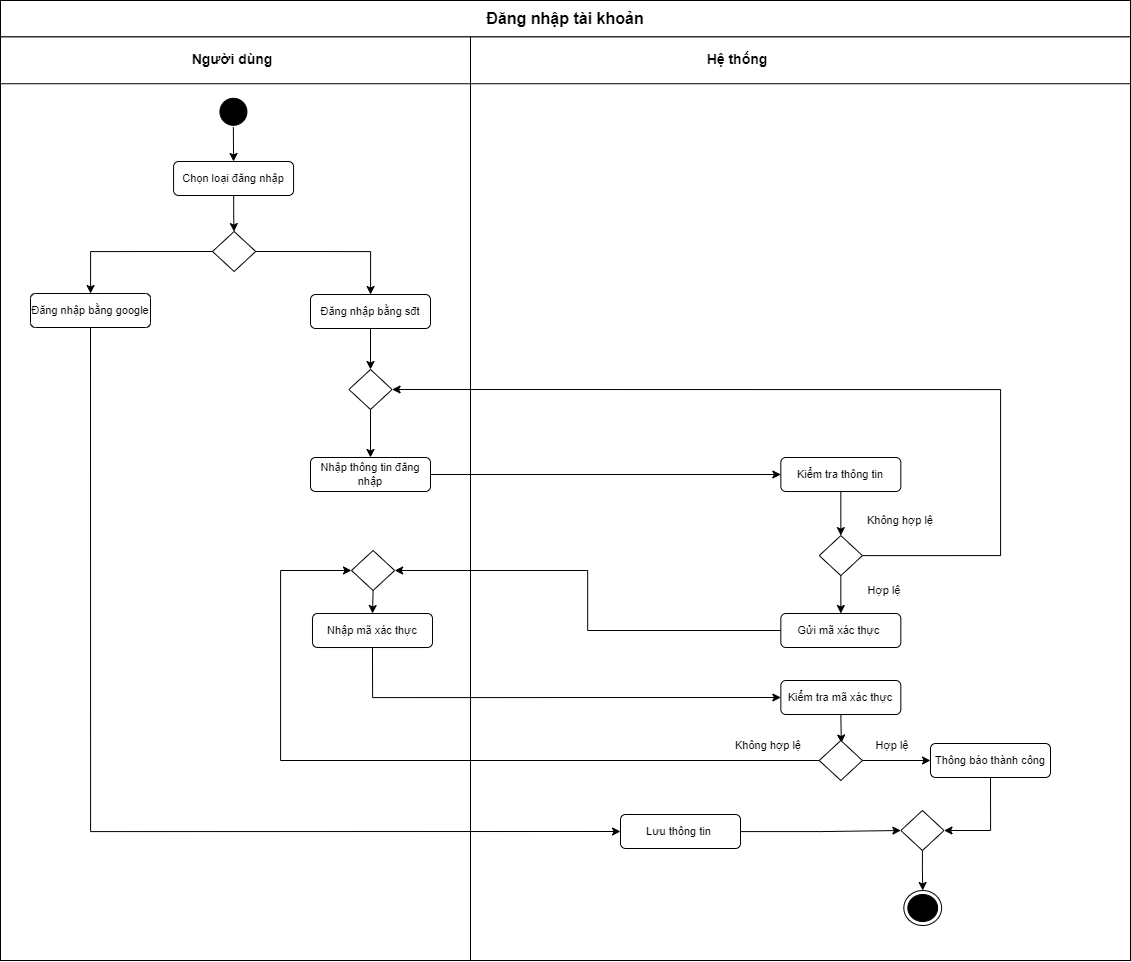 Đăng nhập tài khoản
Người dùng
Hệ thống
Chọn loại đăng nhập
Đăng nhập bằng google
Đăng nhập bằng sđt
Nhập thông tin đăng
nhập
Kiểm tra thông tin
Không hợp lệ
Hợp lệ
Nhập mã xác thực
Gửi mã xác thực
Kiểm tra mã xác thực
Không hợp lệ
Hợp lệ
Thông báo thành công
Lưu thông tin